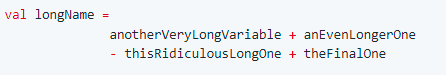 val longName =
anotherVeryLongVariable + anEvenLongerOne
- thisRidiculousLongOne + theFinalOne